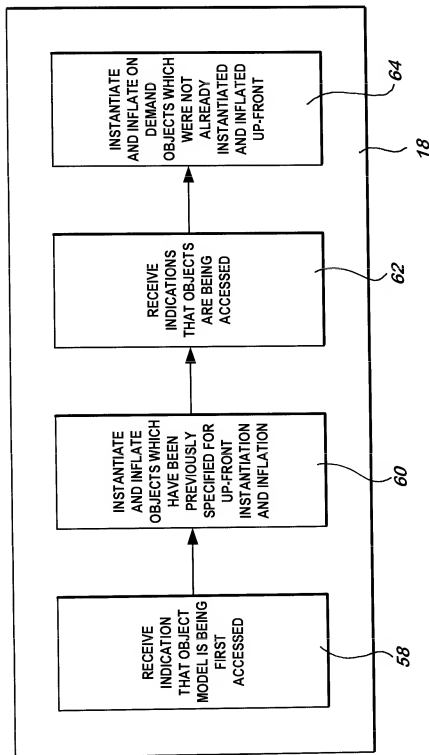 RECEIVE
INDICATION
THAT OBJECT
MODEL IS BEING
FIRST
ACCESSED
58
INSTANTIATE
AND INFLATE
OBJECTS WHICH
HAVE BEEN
PREVIOUSLY
SPECIFIED FOR
UP-FRONT
INSTANTIATION
AND INFLATION
60
RECEIVE
INDICATIONS
THAT OBJECTS
ARE BEING
ACCESSED
62
INSTANTIATE
AND INFLATE ON
DEMAND
OBJECTS WHICH
WERE NOT
ALREADY
INSTANTIATED
AND INFLATED
UP-FRONT
64
18